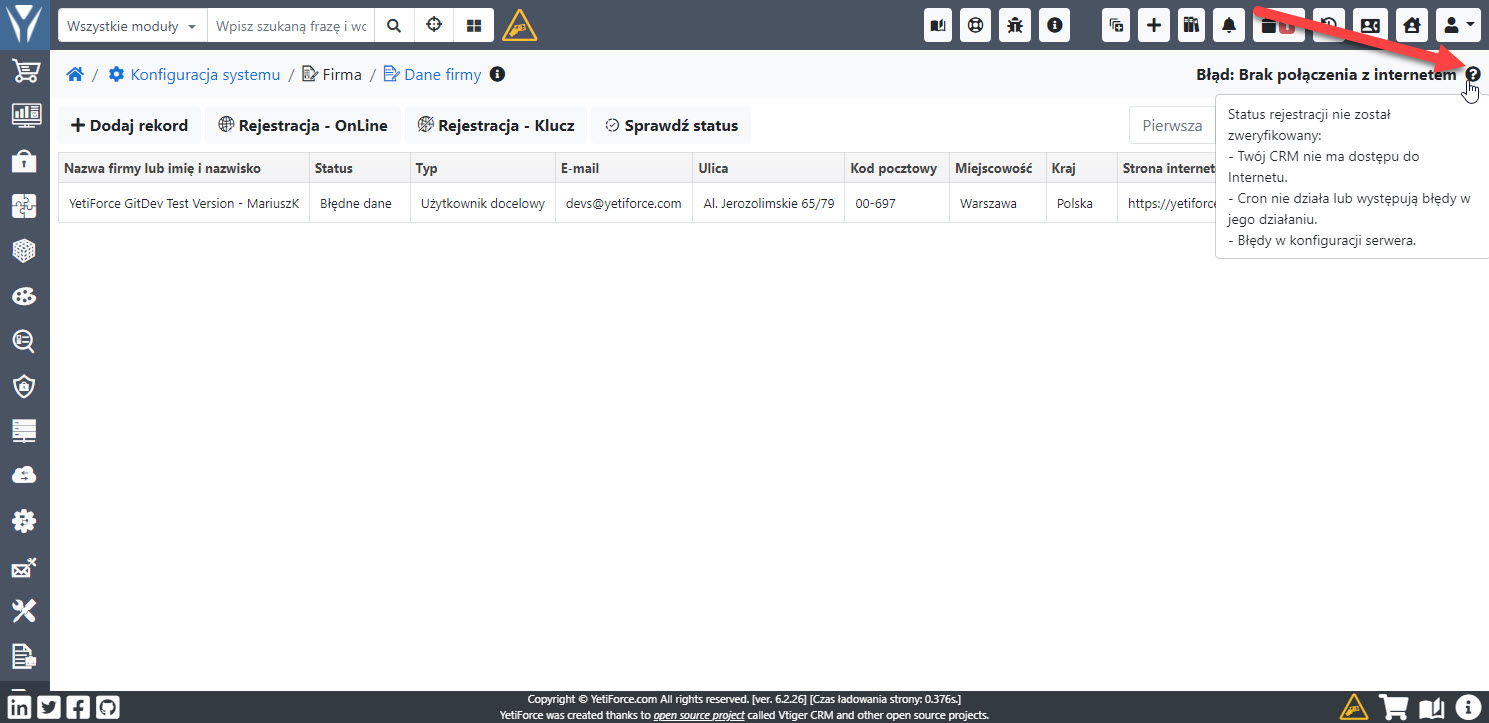 Wszystkie moduły
Wpisz szukaną frazę i wc
Konfiguracja systemu / Firma / Dane firmy
Błąd: Brak połączenia z internetem
Dodaj rekord
Rejestracja - OnLine
Rejestracja - Klucz
Sprawdź status
Pierwsza
Status rejestracji nie został
zweryfikowany:
- Twój CRM nie ma dostępu do
Internetu.
- Cron nie działa lub występują błędy w
jego działaniu.
- Błędy w konfiguracji serwera.
Nazwa firmy lub imię i nazwisko Status Typ E-mail Ulica Kod pocztowy Miejscowość Kraj Strona internet
YetiForce GitDev Test Version - MariuszK Błędne dane Użytkownik docelowy devs@yetiforce.com Al. Jerozolimskie 65/79 00-697 Warszawa Polska https://yetiforce
Copyright © YetiForce.com All rights reserved. [ver. 6.2.26] [Czas ładowania strony: 0.376s.]
YetiForce was created thanks to open source project called Vtiger CRM and other open source projects.